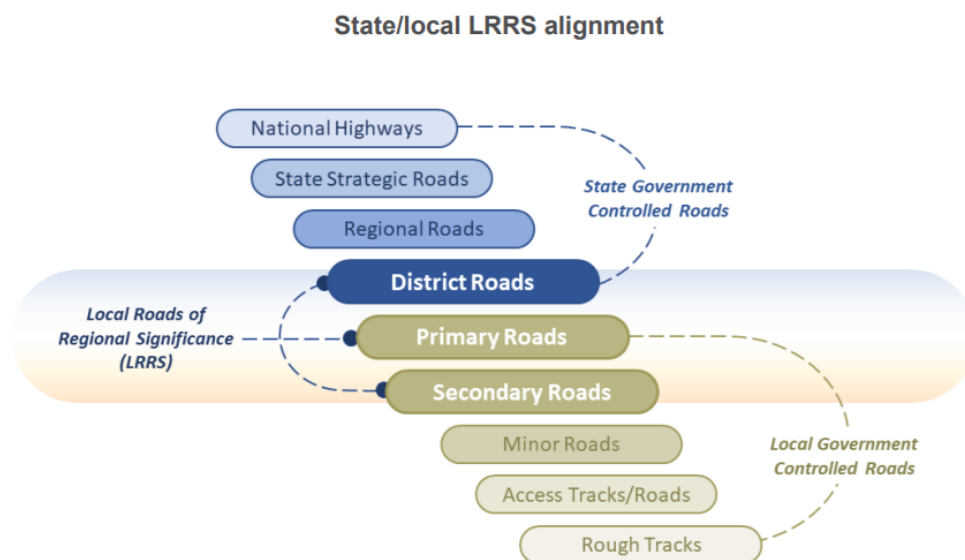 State/local LRRS alignment
National Highways
State Strategic Roads
State Government
Controlled Roads
Regional Roads
District Roads
Local Roads of
Regional Significance
(LRRS)
Primary Roads
Secondary Roads
Minor Roads
Local Government
Controlled Roads
Access Tracks/Roads
Rough Tracks